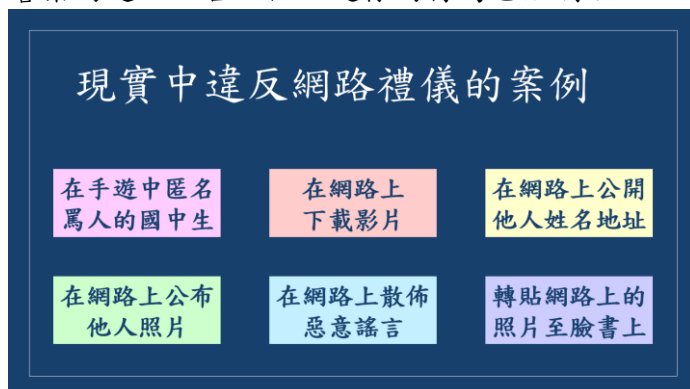 現實中違反網路禮儀的案例
在手遊中匿名
罵人的國中生
在網路上
下載影片
在網路上公開
他人姓名地址
在網路上公布
他人照片
在網路上散佈
惡意謠言
轉貼網路上的
照片至臉書上